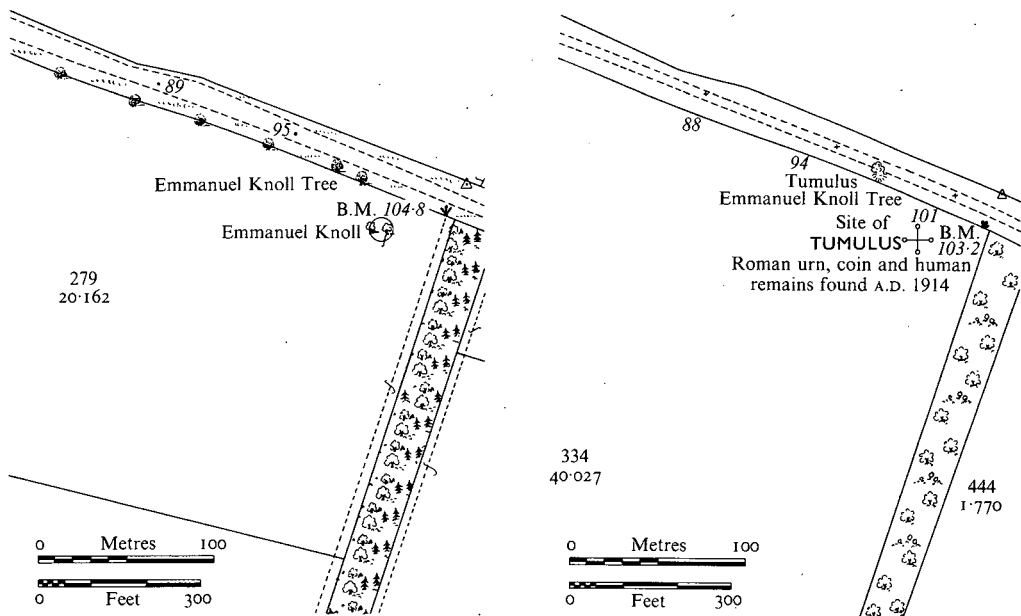 89
95
Emmanuel Knoll Tree
B.M. 104·8
Emmanuel Knoll
279
20·162
0 Metres 100
0 Feet 300
88
94
Tumulus
Emmanuel Knoll Tree
Site of 101 B.M.
TUMULUS 103·2
Roman urn, coin and human
remains found A.D. 1914
334
40·027
444
1·770
0 Metres 100
0 Feet 300